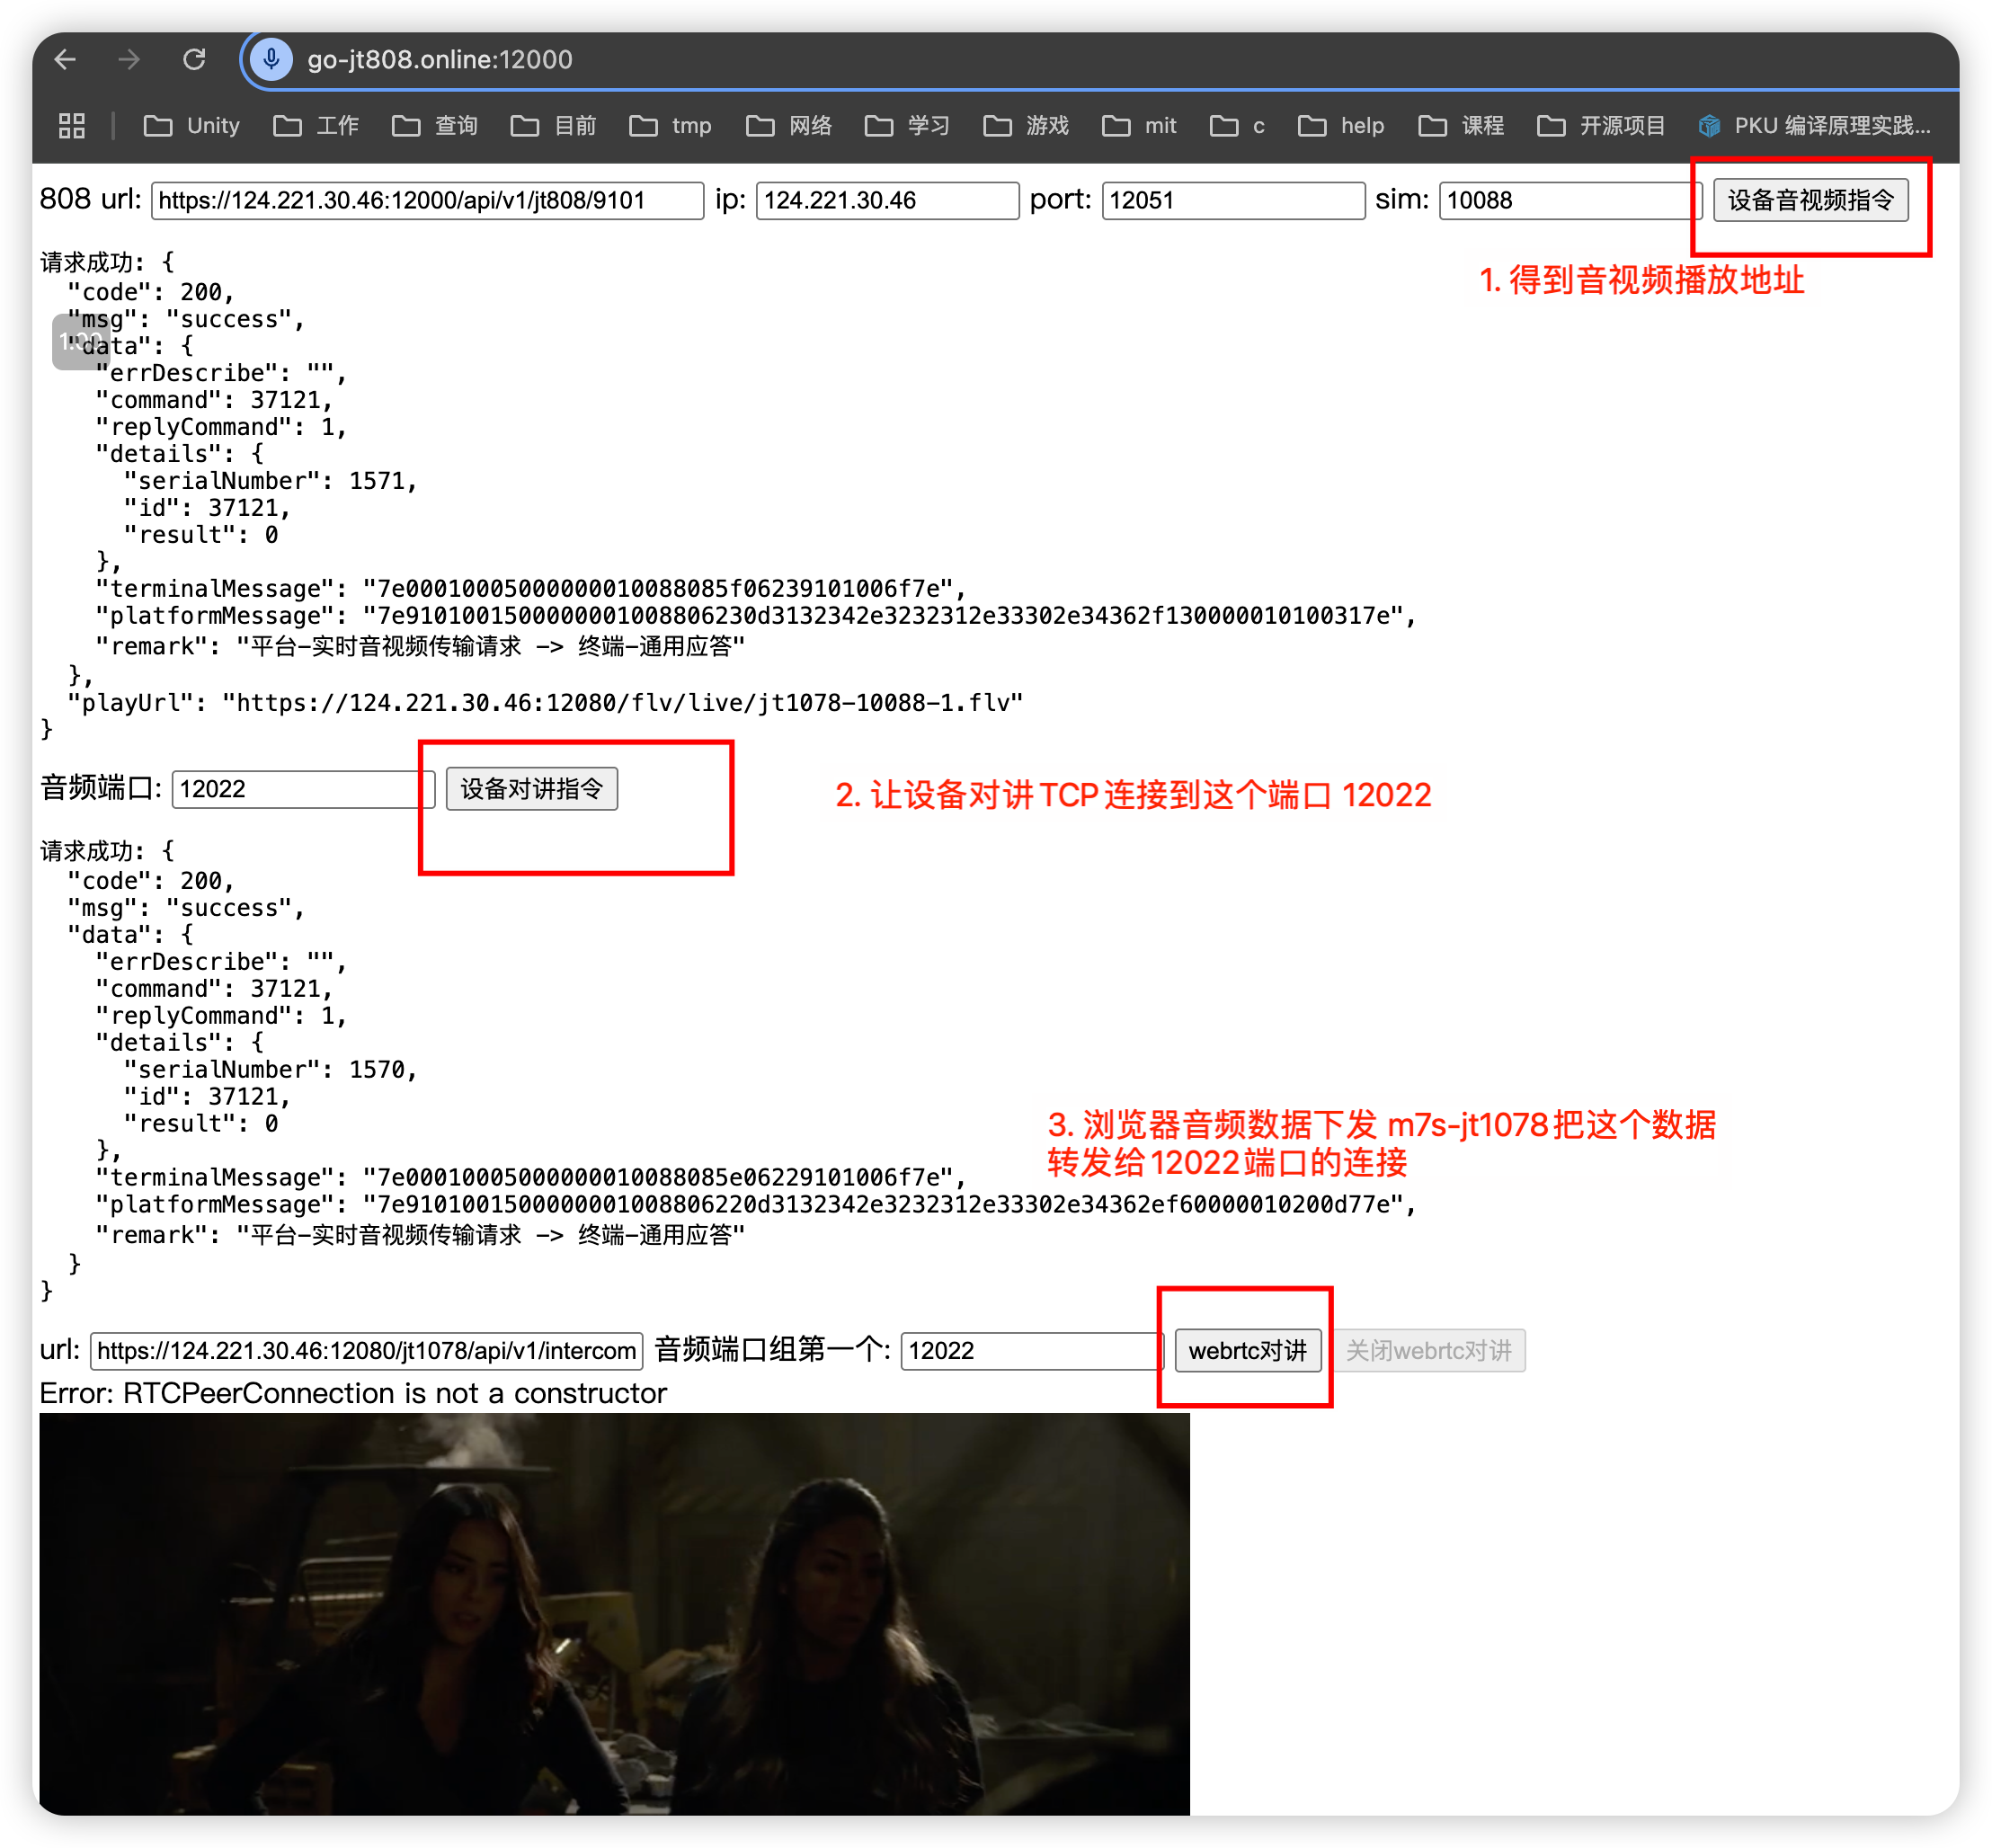 go-jt808.online:12000
Unity 工作 查询 目前 tmp 网络 学习 游戏 mit c help 课程 开源项目 PKU 编译原理实践...
808 url: https://124.221.30.46:12000/api/v1/jt808/9101 ip: 124.221.30.46 port: 12051 sim: 10088 设备音视频指令
1. 得到音视频播放地址
请求成功: {
"code": 200,
"msg": "success",
1.00
"data": {
"errDescribe": "",
"command": 37121,
"replyCommand": 1,
"details": {
"serialNumber": 1571,
"id": 37121,
"result": 0
},
"terminalMessage": "7e000100050000000010088085f06239101006f7e",
"platformMessage": "7e9101001500000001008806230d3132342e3232312e33302e34362f130000010100317e",
"remark": "平台-实时音视频传输请求 -> 终端-通用应答"
},
"playUrl": "https://124.221.30.46:12080/flv/live/jt1078-10088-1.flv"
}
音频端口: 12022 设备对讲指令
2. 让设备对讲TCP连接到这个端口 12022
请求成功: {
"code": 200,
"msg": "success",
"data": {
"errDescribe": "",
"command": 37121,
"replyCommand": 1,
"details": {
"serialNumber": 1570,
"id": 37121,
"result": 0
},
3. 浏览器音频数据下发 m7s-jt1078把这个数据
转发给12022端口的连接
"terminalMessage": "7e000100050000000010088085e06229101006f7e",
"platformMessage": "7e9101001500000001008806220d3132342e3232312e33302e34362ef60000010200d77e",
"remark": "平台-实时音视频传输请求 -> 终端-通用应答"
}
}
url: https://124.221.30.46:12080/jt1078/api/v1/intercom 音频端口组第一个: 12022 webrtc对讲 关闭webrtc对讲
Error: RTCPeerConnection is not a constructor